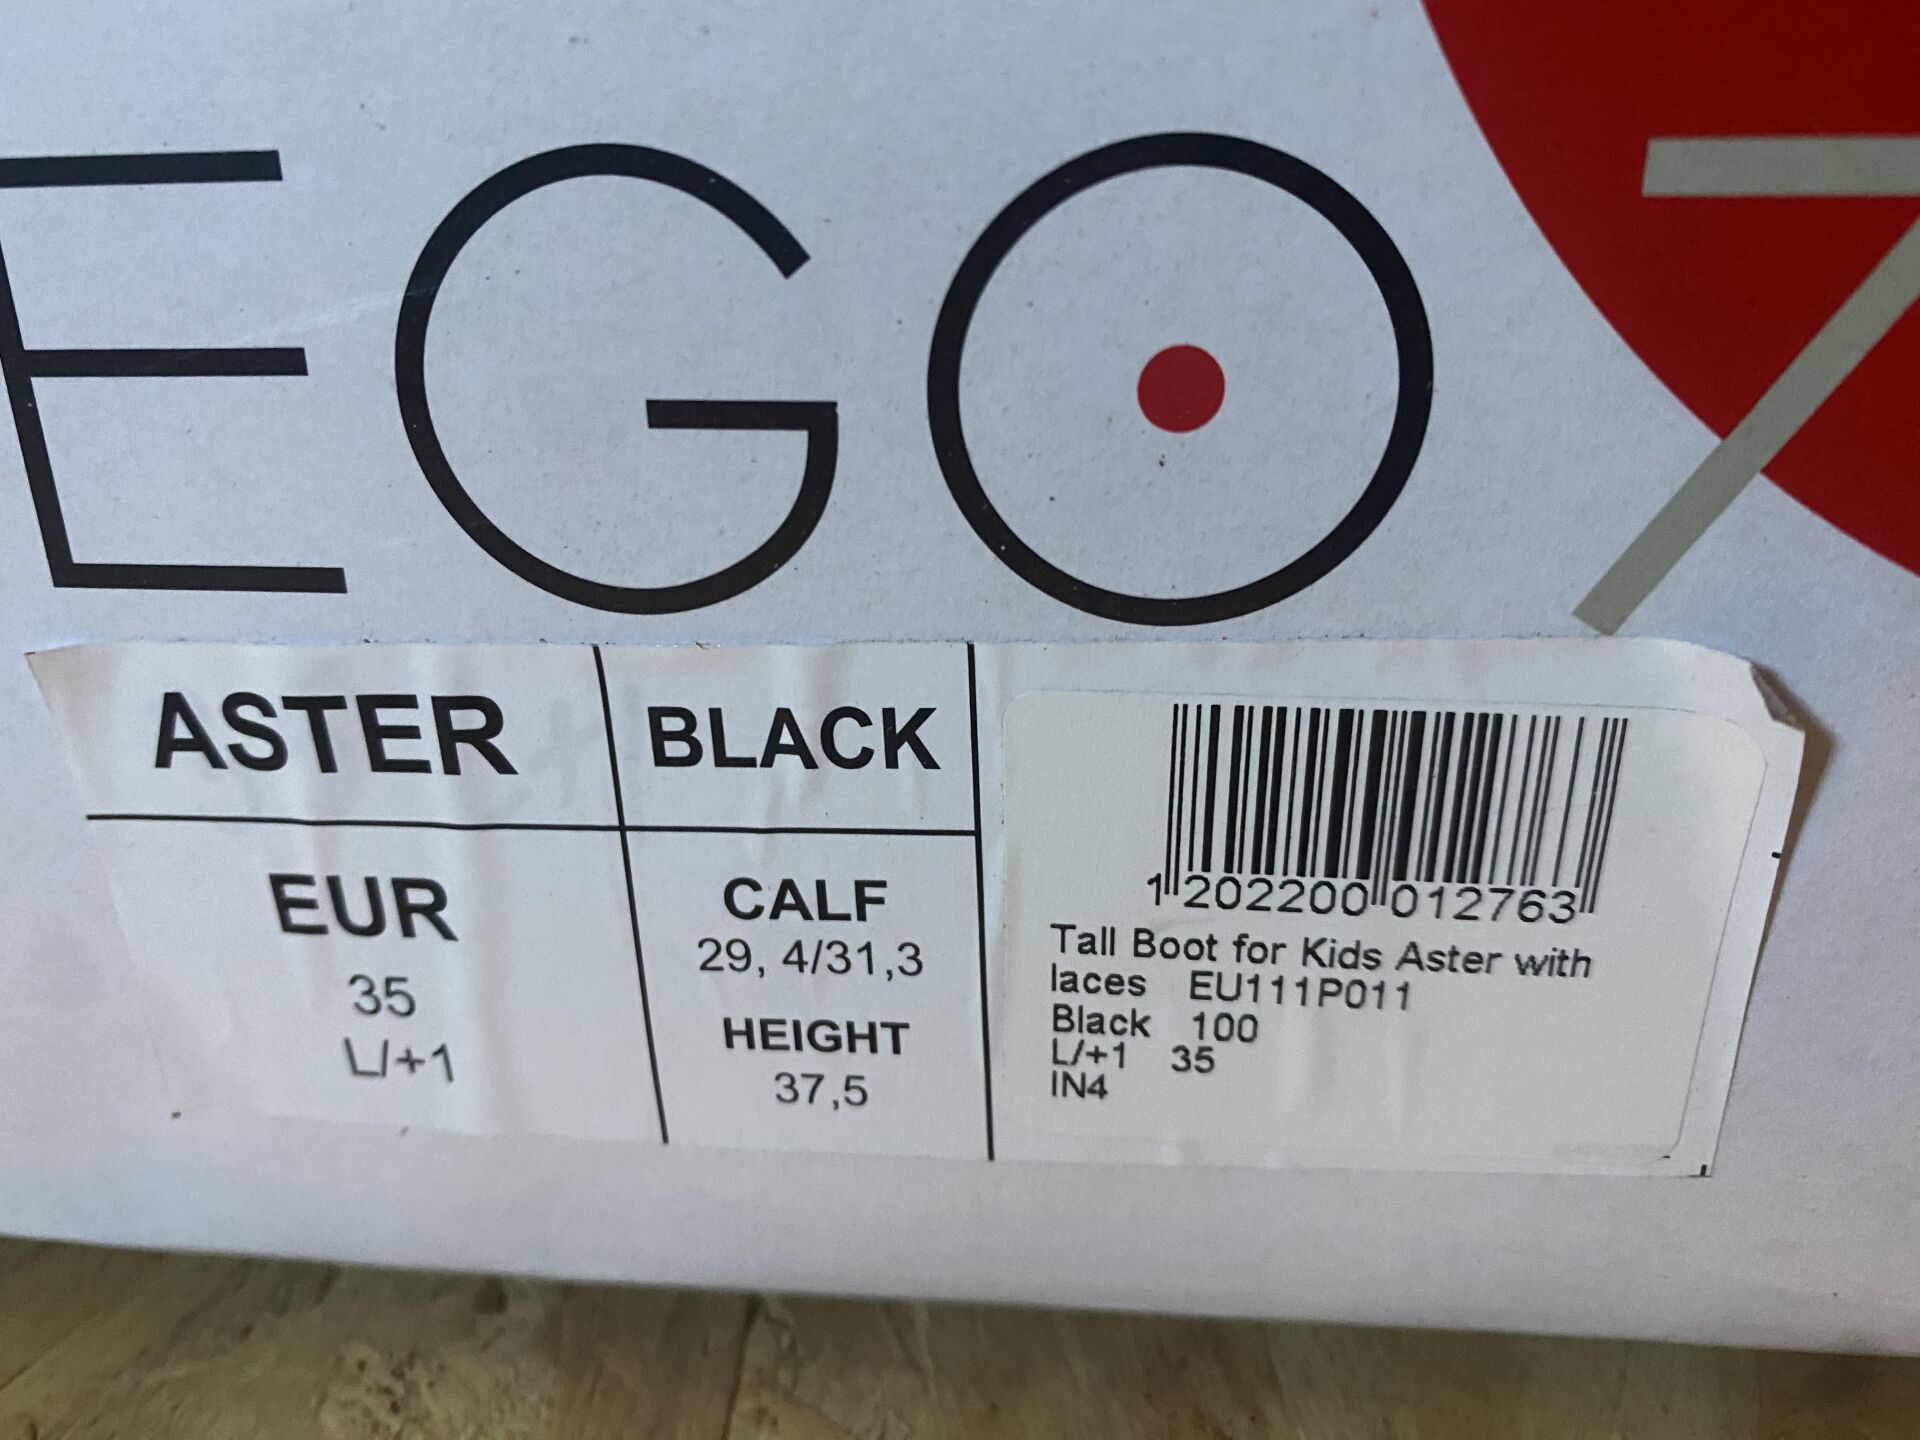 EGO7
ASTER
BLACK
EUR
35
L/+1
CALF
29, 4/31,3
HEIGHT
37,5
1 202200 012763
Tall Boot for Kids Aster with
laces EU111P011
Black 100
L/+1 35
IN4